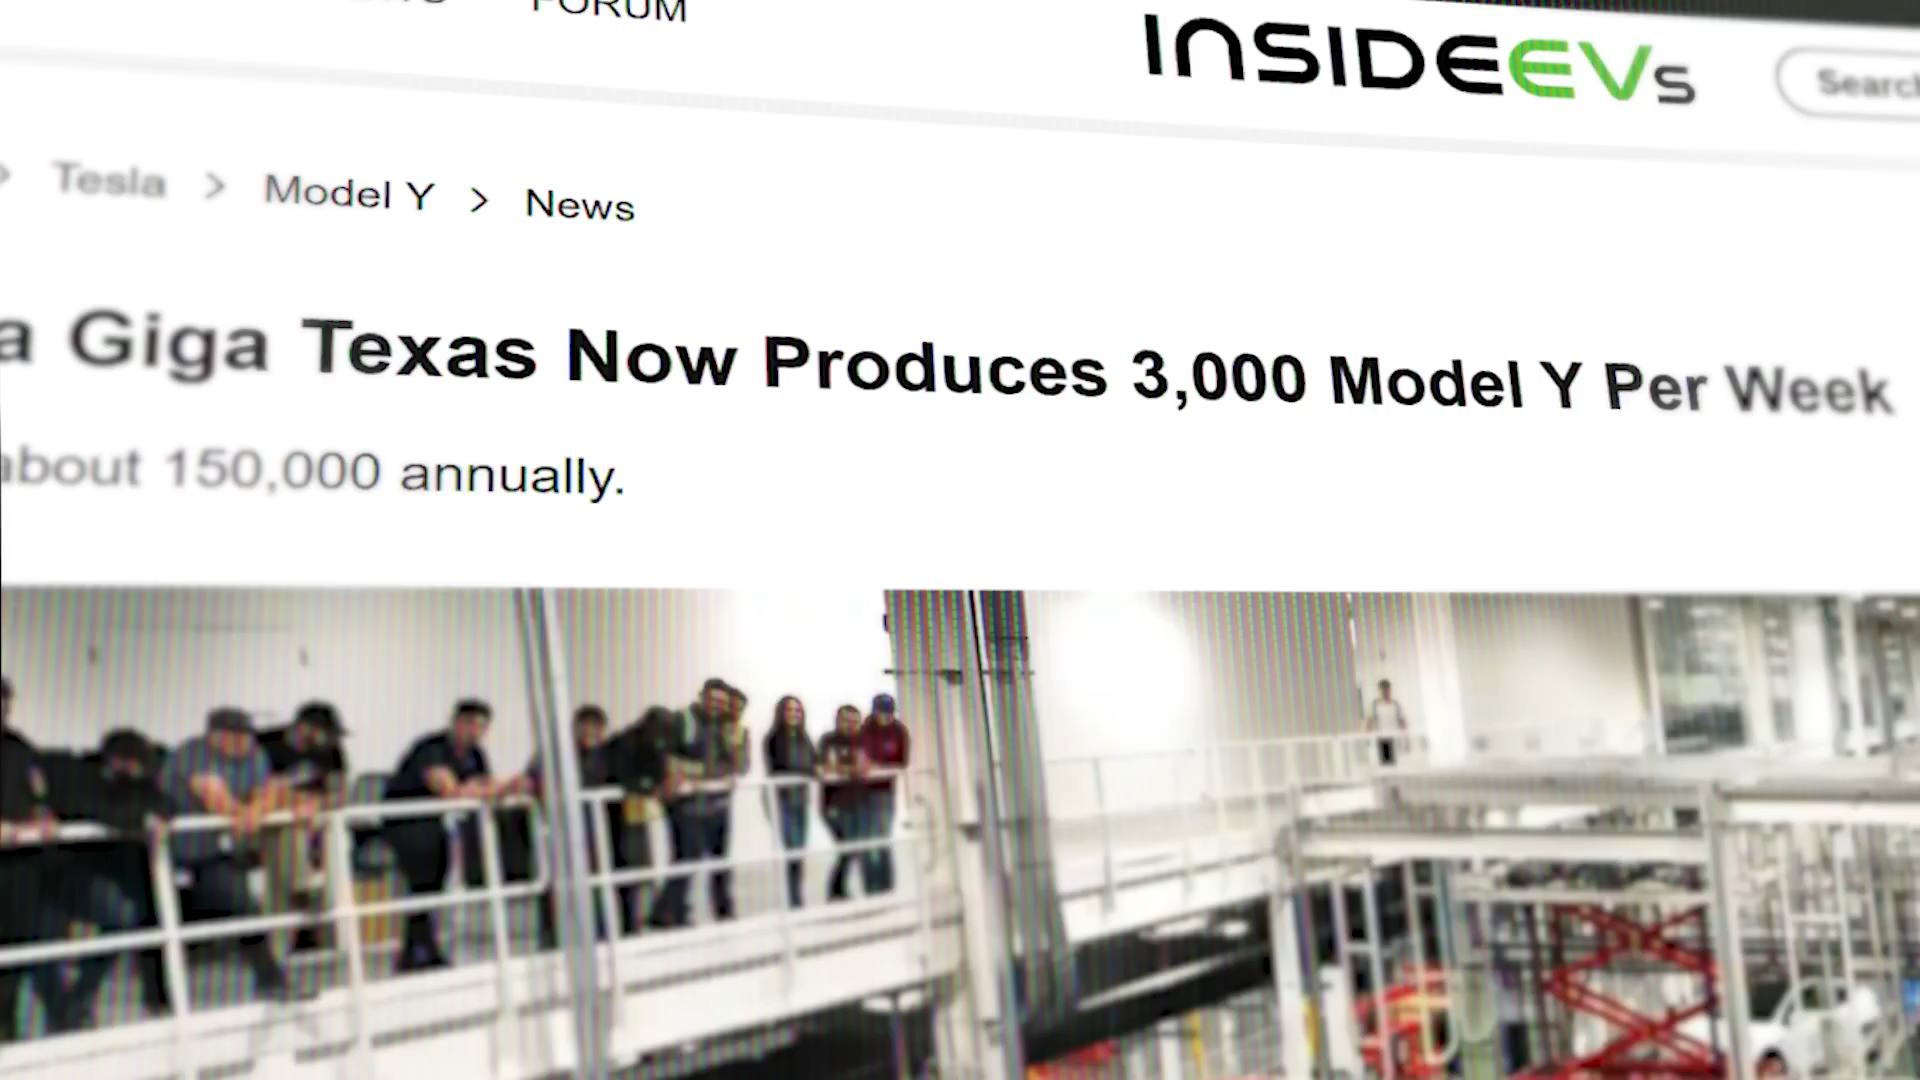 FORUM
INSIDEEVs
Search
> Tesla > Model Y > News
a Giga Texas Now Produces 3,000 Model Y Per Week
about 150,000 annually.